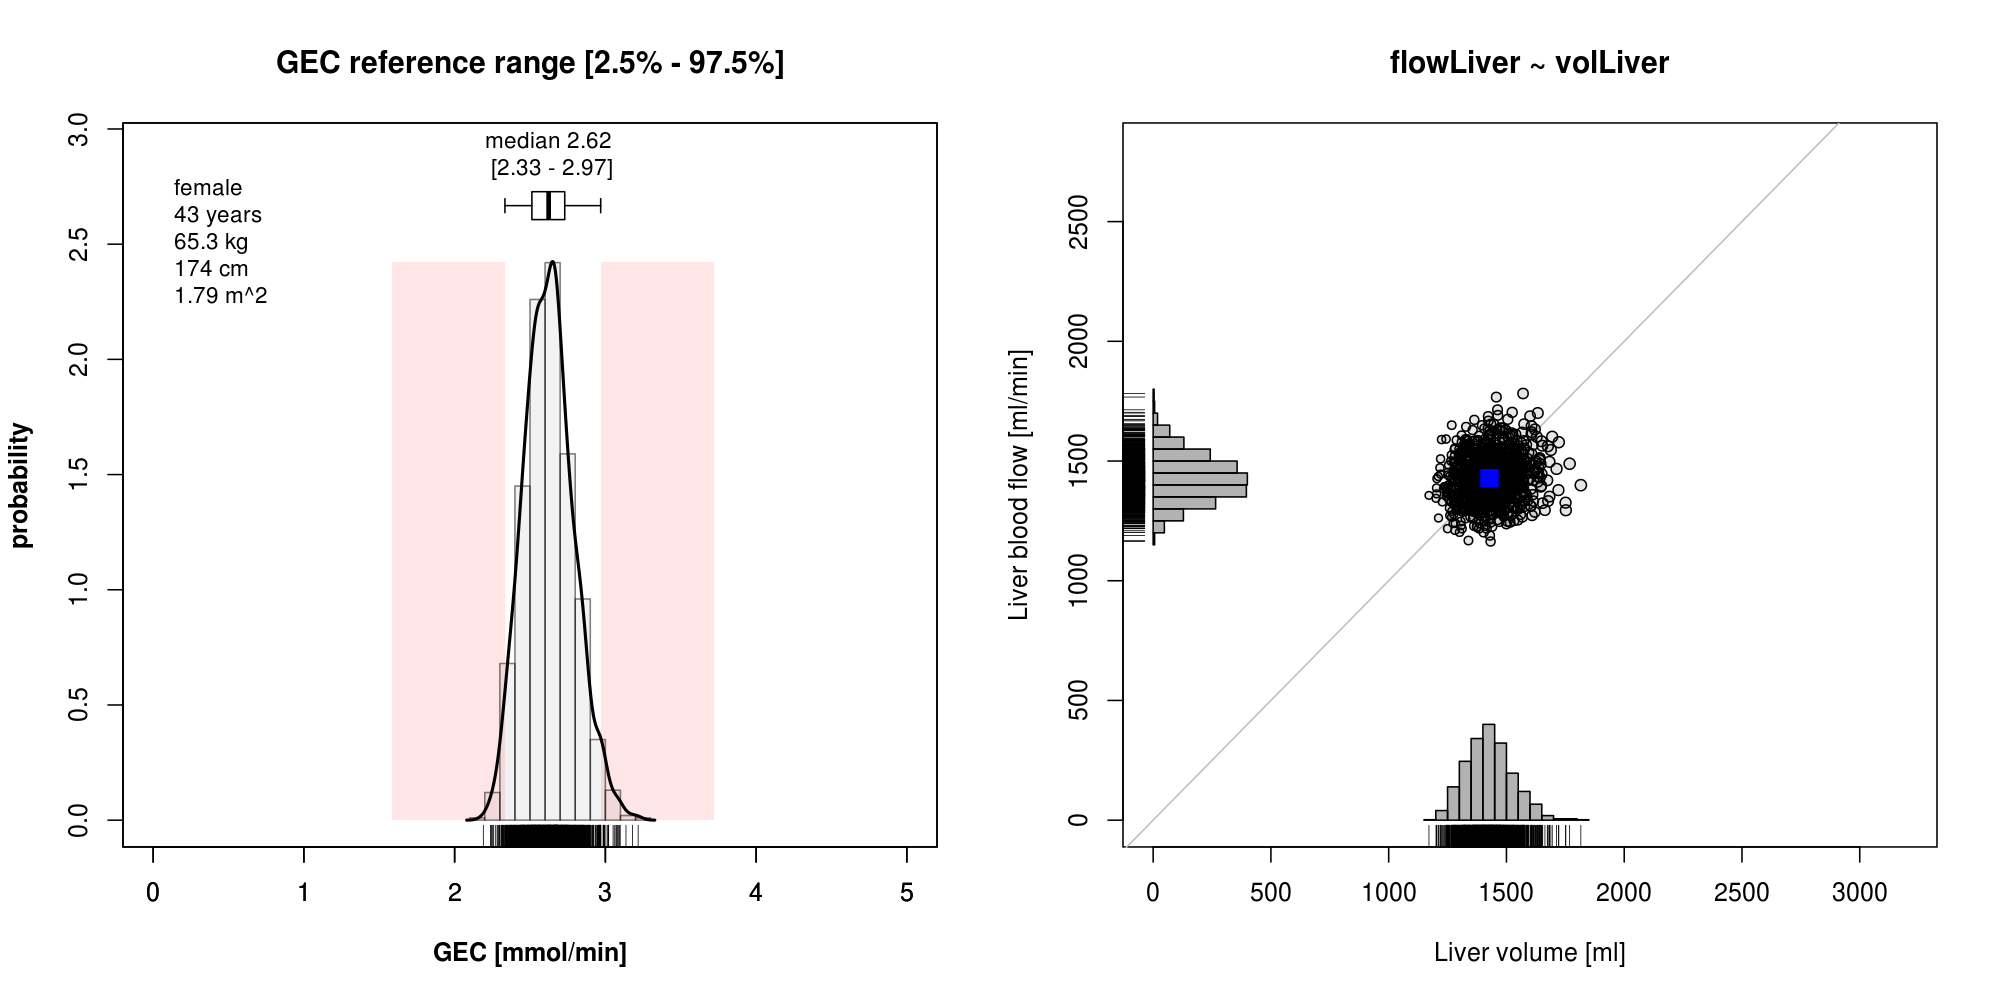 GEC reference range [2.5% - 97.5%]
median 2.62
[2.33 - 2.97]
female
43 years
65.3 kg
174 cm
1.79 m^2
probability
3.0
2.5
2.0
1.5
1.0
0.5
0.0
0 1 2 3 4 5
GEC [mmol/min]
flowLiver ~ volLiver
Liver blood flow [ml/min]
2500
2000
1500
1000
500
0
0 500 1000 1500 2000 2500 3000
Liver volume [ml]